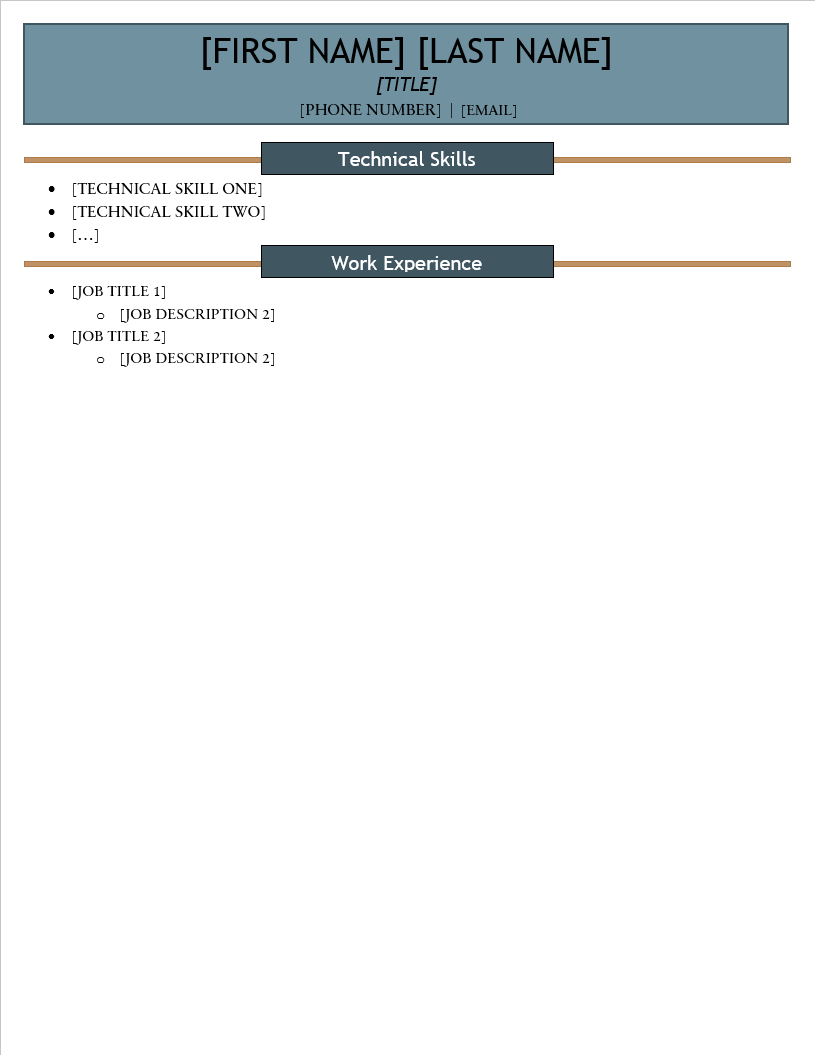 [FIRST NAME] [LAST NAME]
[TITLE]
[PHONE NUMBER] | [EMAIL]
Technical Skills
• [TECHNICAL SKILL ONE]
• [TECHNICAL SKILL TWO]
• […]
Work Experience
• [JOB TITLE 1]
o [JOB DESCRIPTION 2]
• [JOB TITLE 2]
o [JOB DESCRIPTION 2]